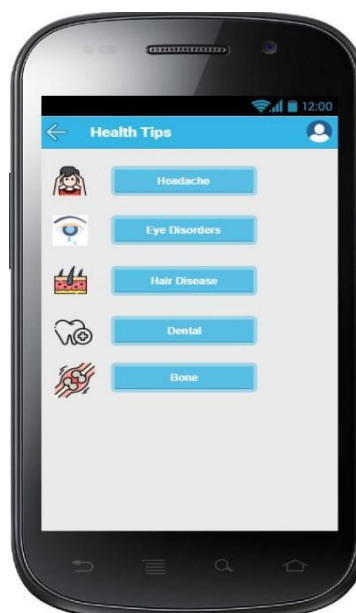 12:00
Health Tips
Headache
Eye Disorders
Hair Disease
Dental
Bone